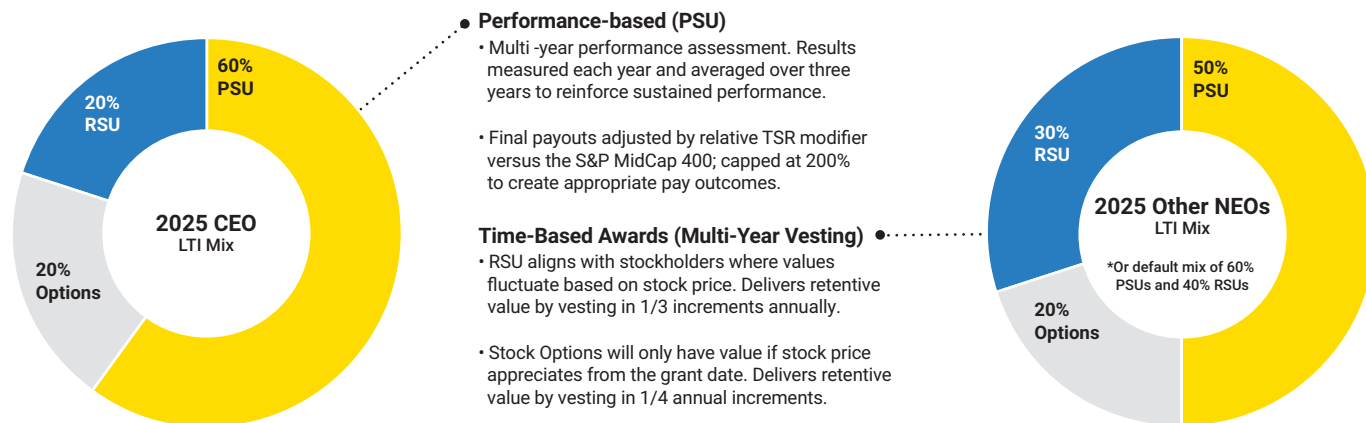 60%
PSU
20%
RSU
20%
Options
2025 CEO
LTI Mix
Performance-based (PSU)
• Multi -year performance assessment. Results
measured each year and averaged over three
years to reinforce sustained performance.
• Final payouts adjusted by relative TSR modifier
versus the S&P MidCap 400; capped at 200%
to create appropriate pay outcomes.
Time-Based Awards (Multi-Year Vesting)
• RSU aligns with stockholders where values
fluctuate based on stock price. Delivers retentive
value by vesting in 1/3 increments annually.
• Stock Options will only have value if stock price
appreciates from the grant date. Delivers retentive
value by vesting in 1/4 annual increments.
50%
PSU
30%
RSU
20%
Options
2025 Other NEOs
LTI Mix
*Or default mix of 60%
PSUs and 40% RSUs